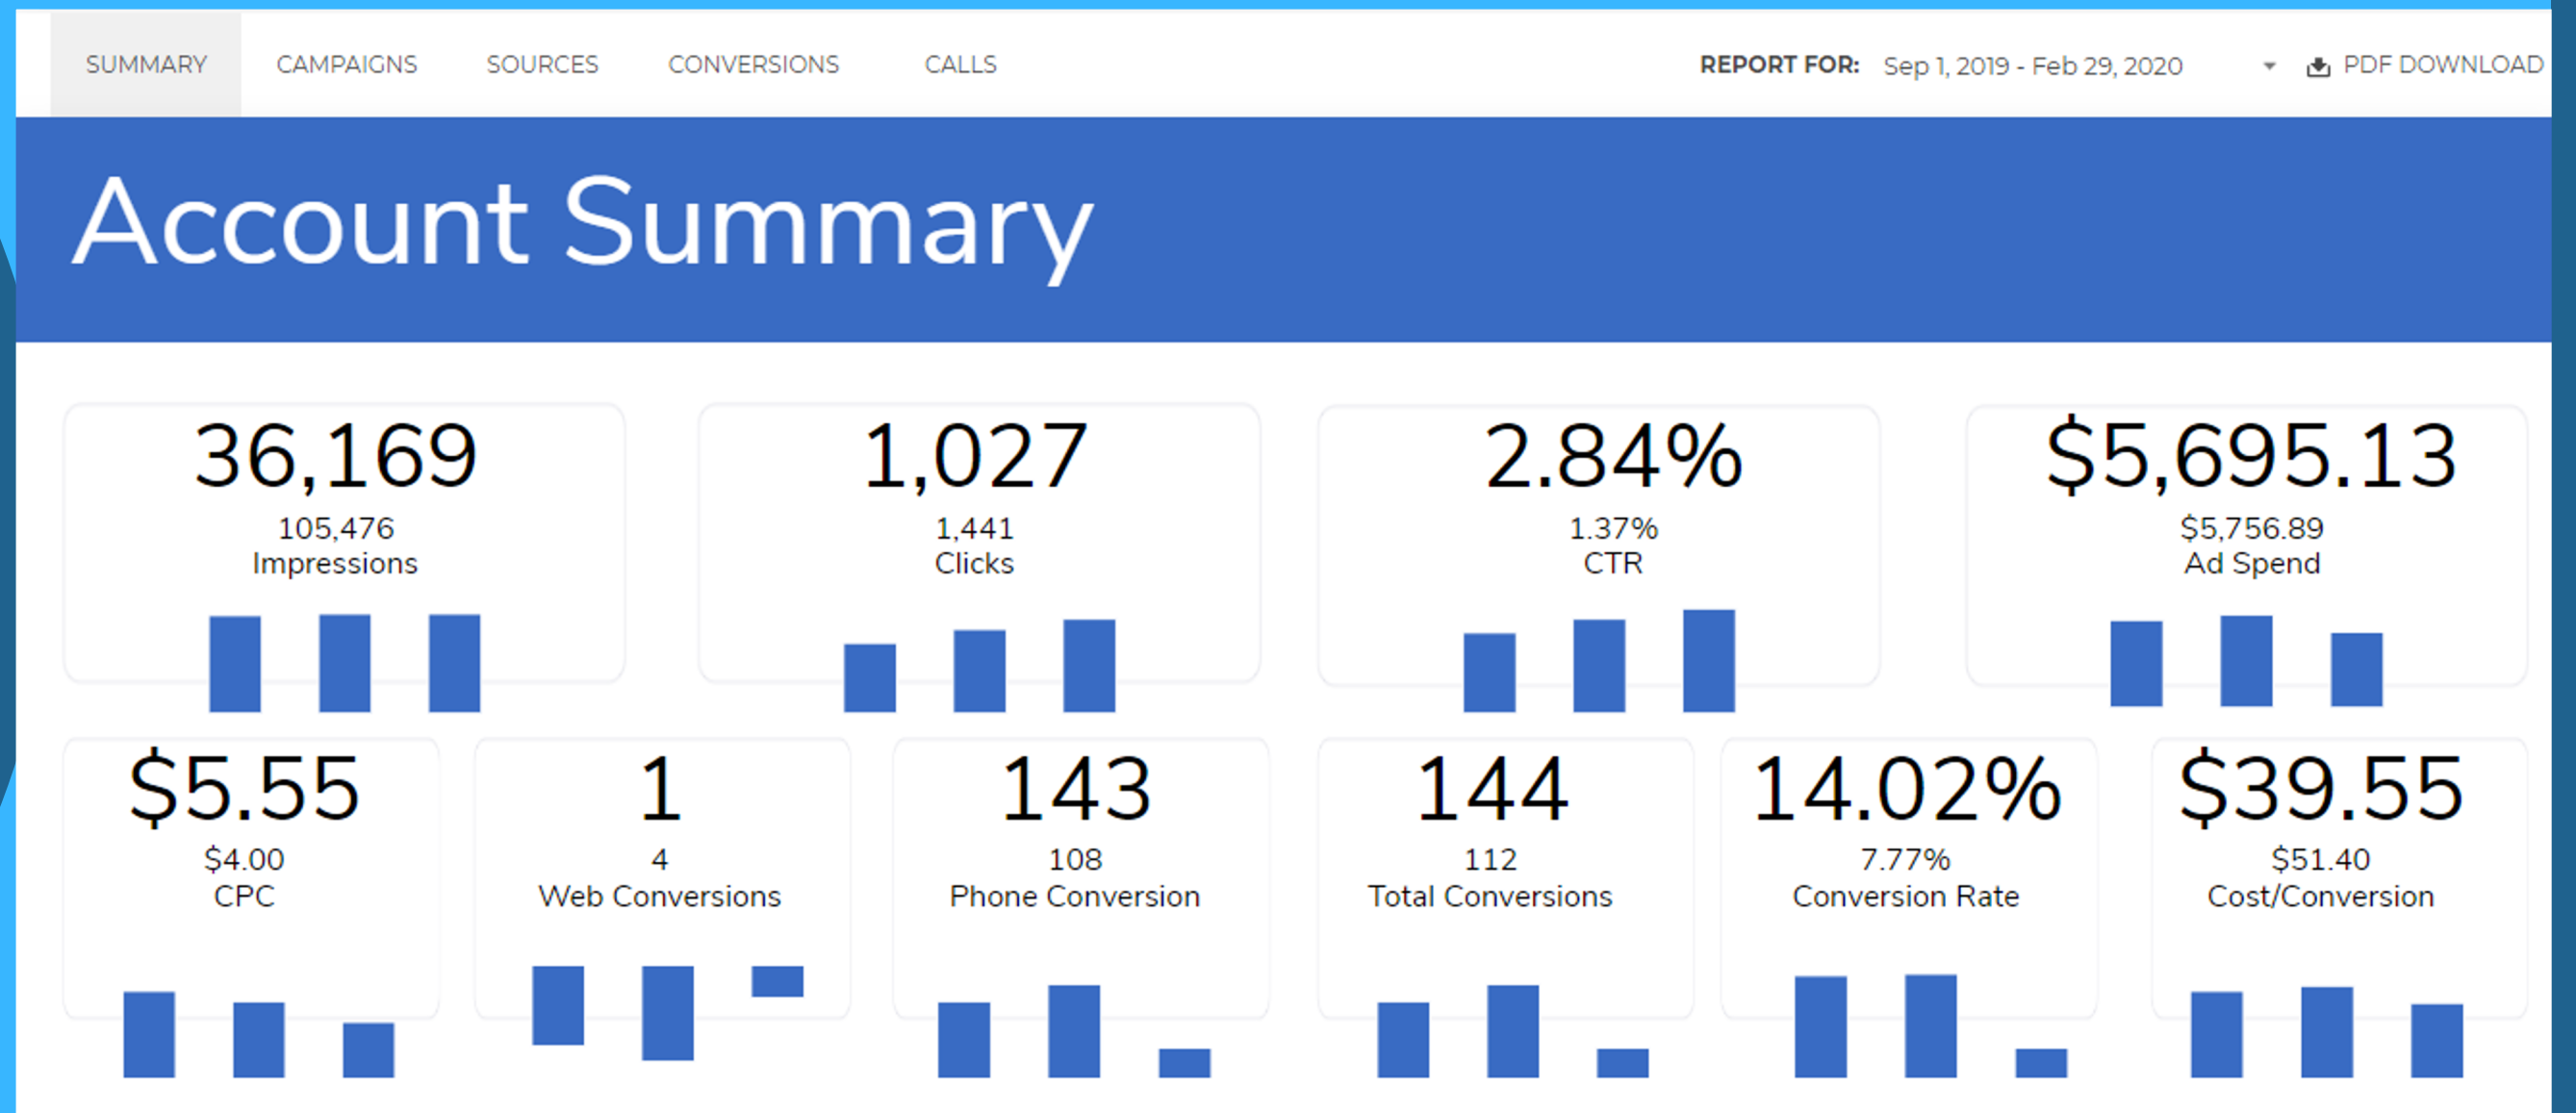 SUMMARY CAMPAIGNS SOURCES CONVERSIONS CALLS REPORT FOR: Sep 1, 2019 - Feb 29, 2020 PDF DOWNLOAD
Account Summary
36,169
105,476
Impressions
1,027
1,441
Clicks
2.84%
1.37%
CTR
$5,695.13
$5,756.89
Ad Spend
$5.55
$4.00
CPC
1
4
Web Conversions
143
108
Phone Conversion
144
112
Total Conversions
14.02%
7.77%
Conversion Rate
$39.55
$51.40
Cost/Conversion